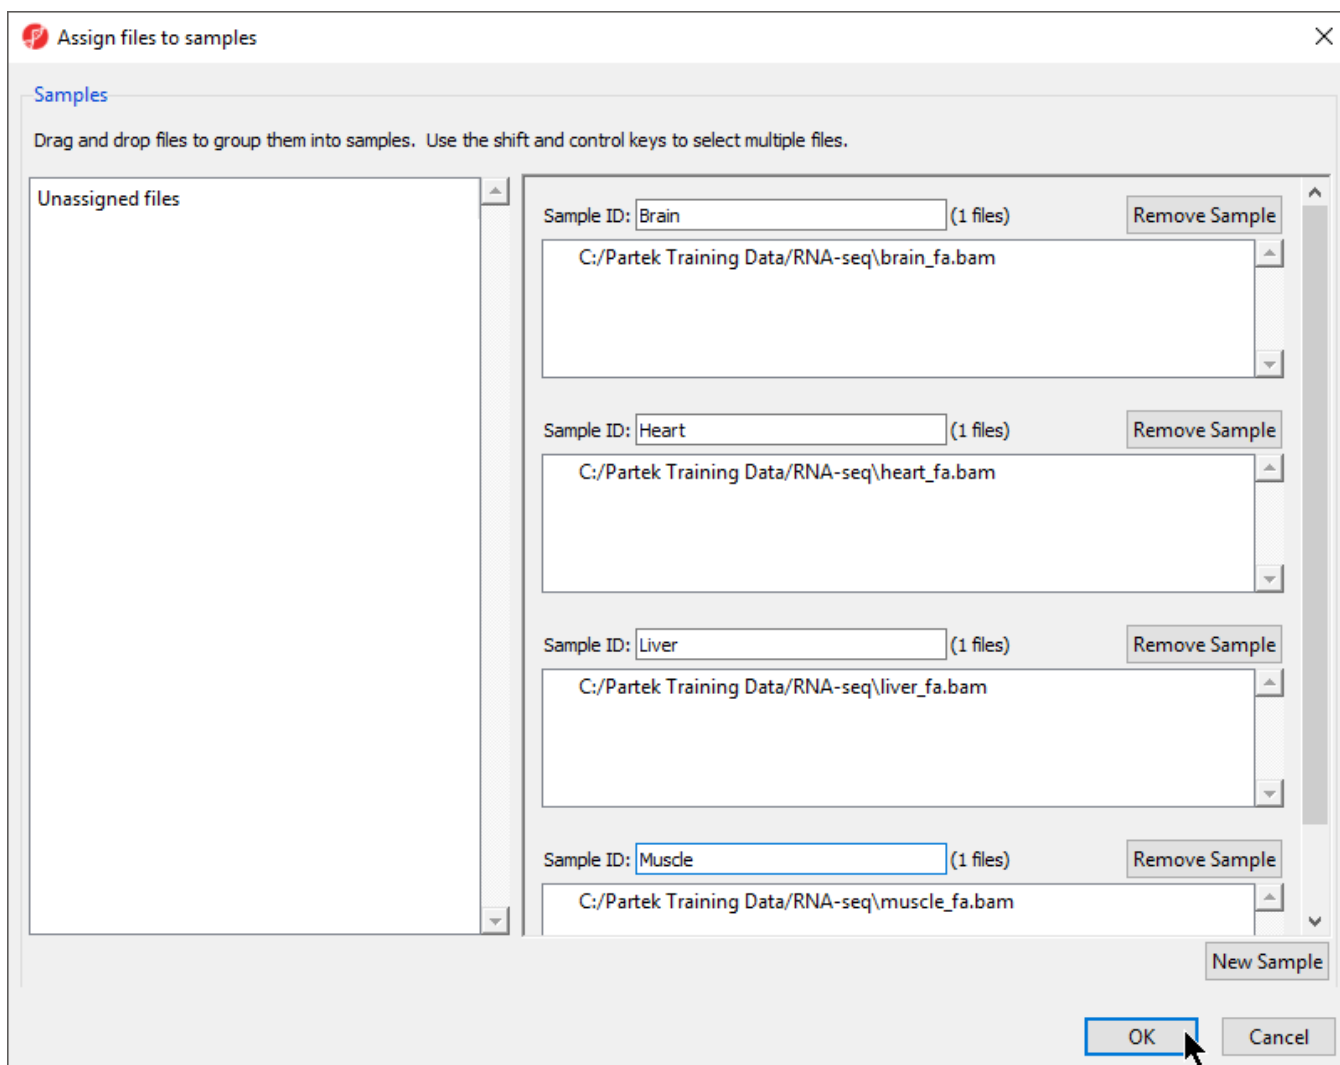 Assign files to samples
Samples
Drag and drop files to group them into samples. Use the shift and control keys to select multiple files.
Unassigned files
Sample ID: Brain (1 files) Remove Sample
C:/Partek Training Data/RNA-seq\brain_fa.bam
Sample ID: Heart (1 files) Remove Sample
C:/Partek Training Data/RNA-seq\heart_fa.bam
Sample ID: Liver (1 files) Remove Sample
C:/Partek Training Data/RNA-seq\liver_fa.bam
Sample ID: Muscle (1 files) Remove Sample
C:/Partek Training Data/RNA-seq\muscle_fa.bam
New Sample
OK Cancel